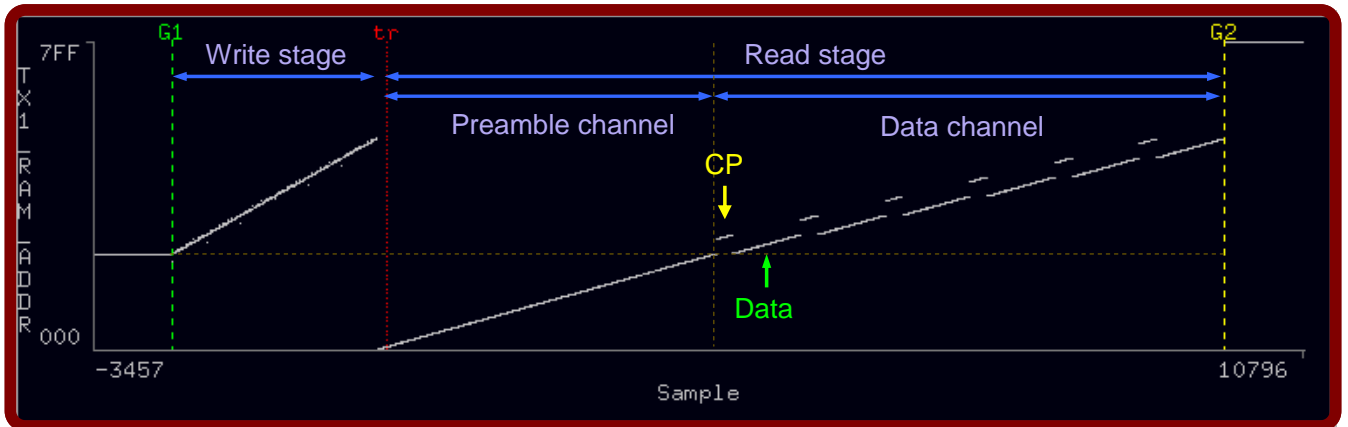 G1 tr G2
7FF Write stage Read stage
Preamble channel Data channel
CP
TX1_RAM_ADDR
Data
000
-3457 10796
Sample